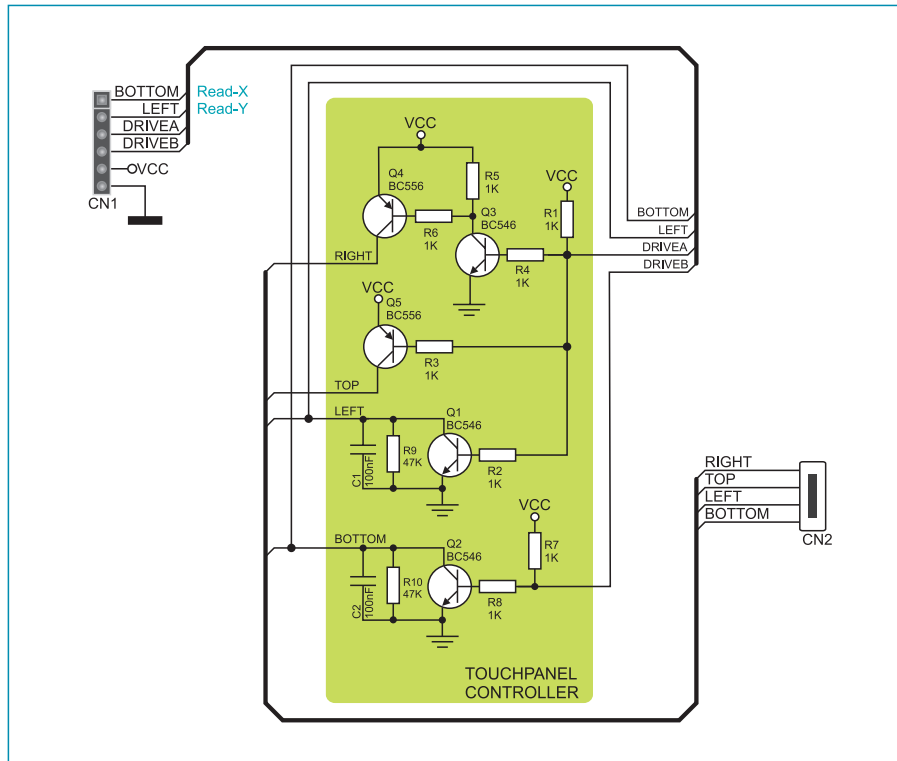 BOTTOM Read-X
LEFT Read-Y
DRIVEA
DRIVEB
VCC
CN1
VCC
Q4
BC556
R5
1K
Q3
BC546
VCC
R1
1K
R6
1K
R4
1K
RIGHT
BOTTOM
LEFT
DRIVEA
DRIVEB
VCC
Q5
BC556
R3
1K
TOP
LEFT
Q1
BC546
C1
100nF
R9
47K
R2
1K
RIGHT
TOP
LEFT
BOTTOM
CN2
VCC
R7
1K
BOTTOM
Q2
BC546
C2
100nF
R10
47K
R8
1K
TOUCHPANEL
CONTROLLER